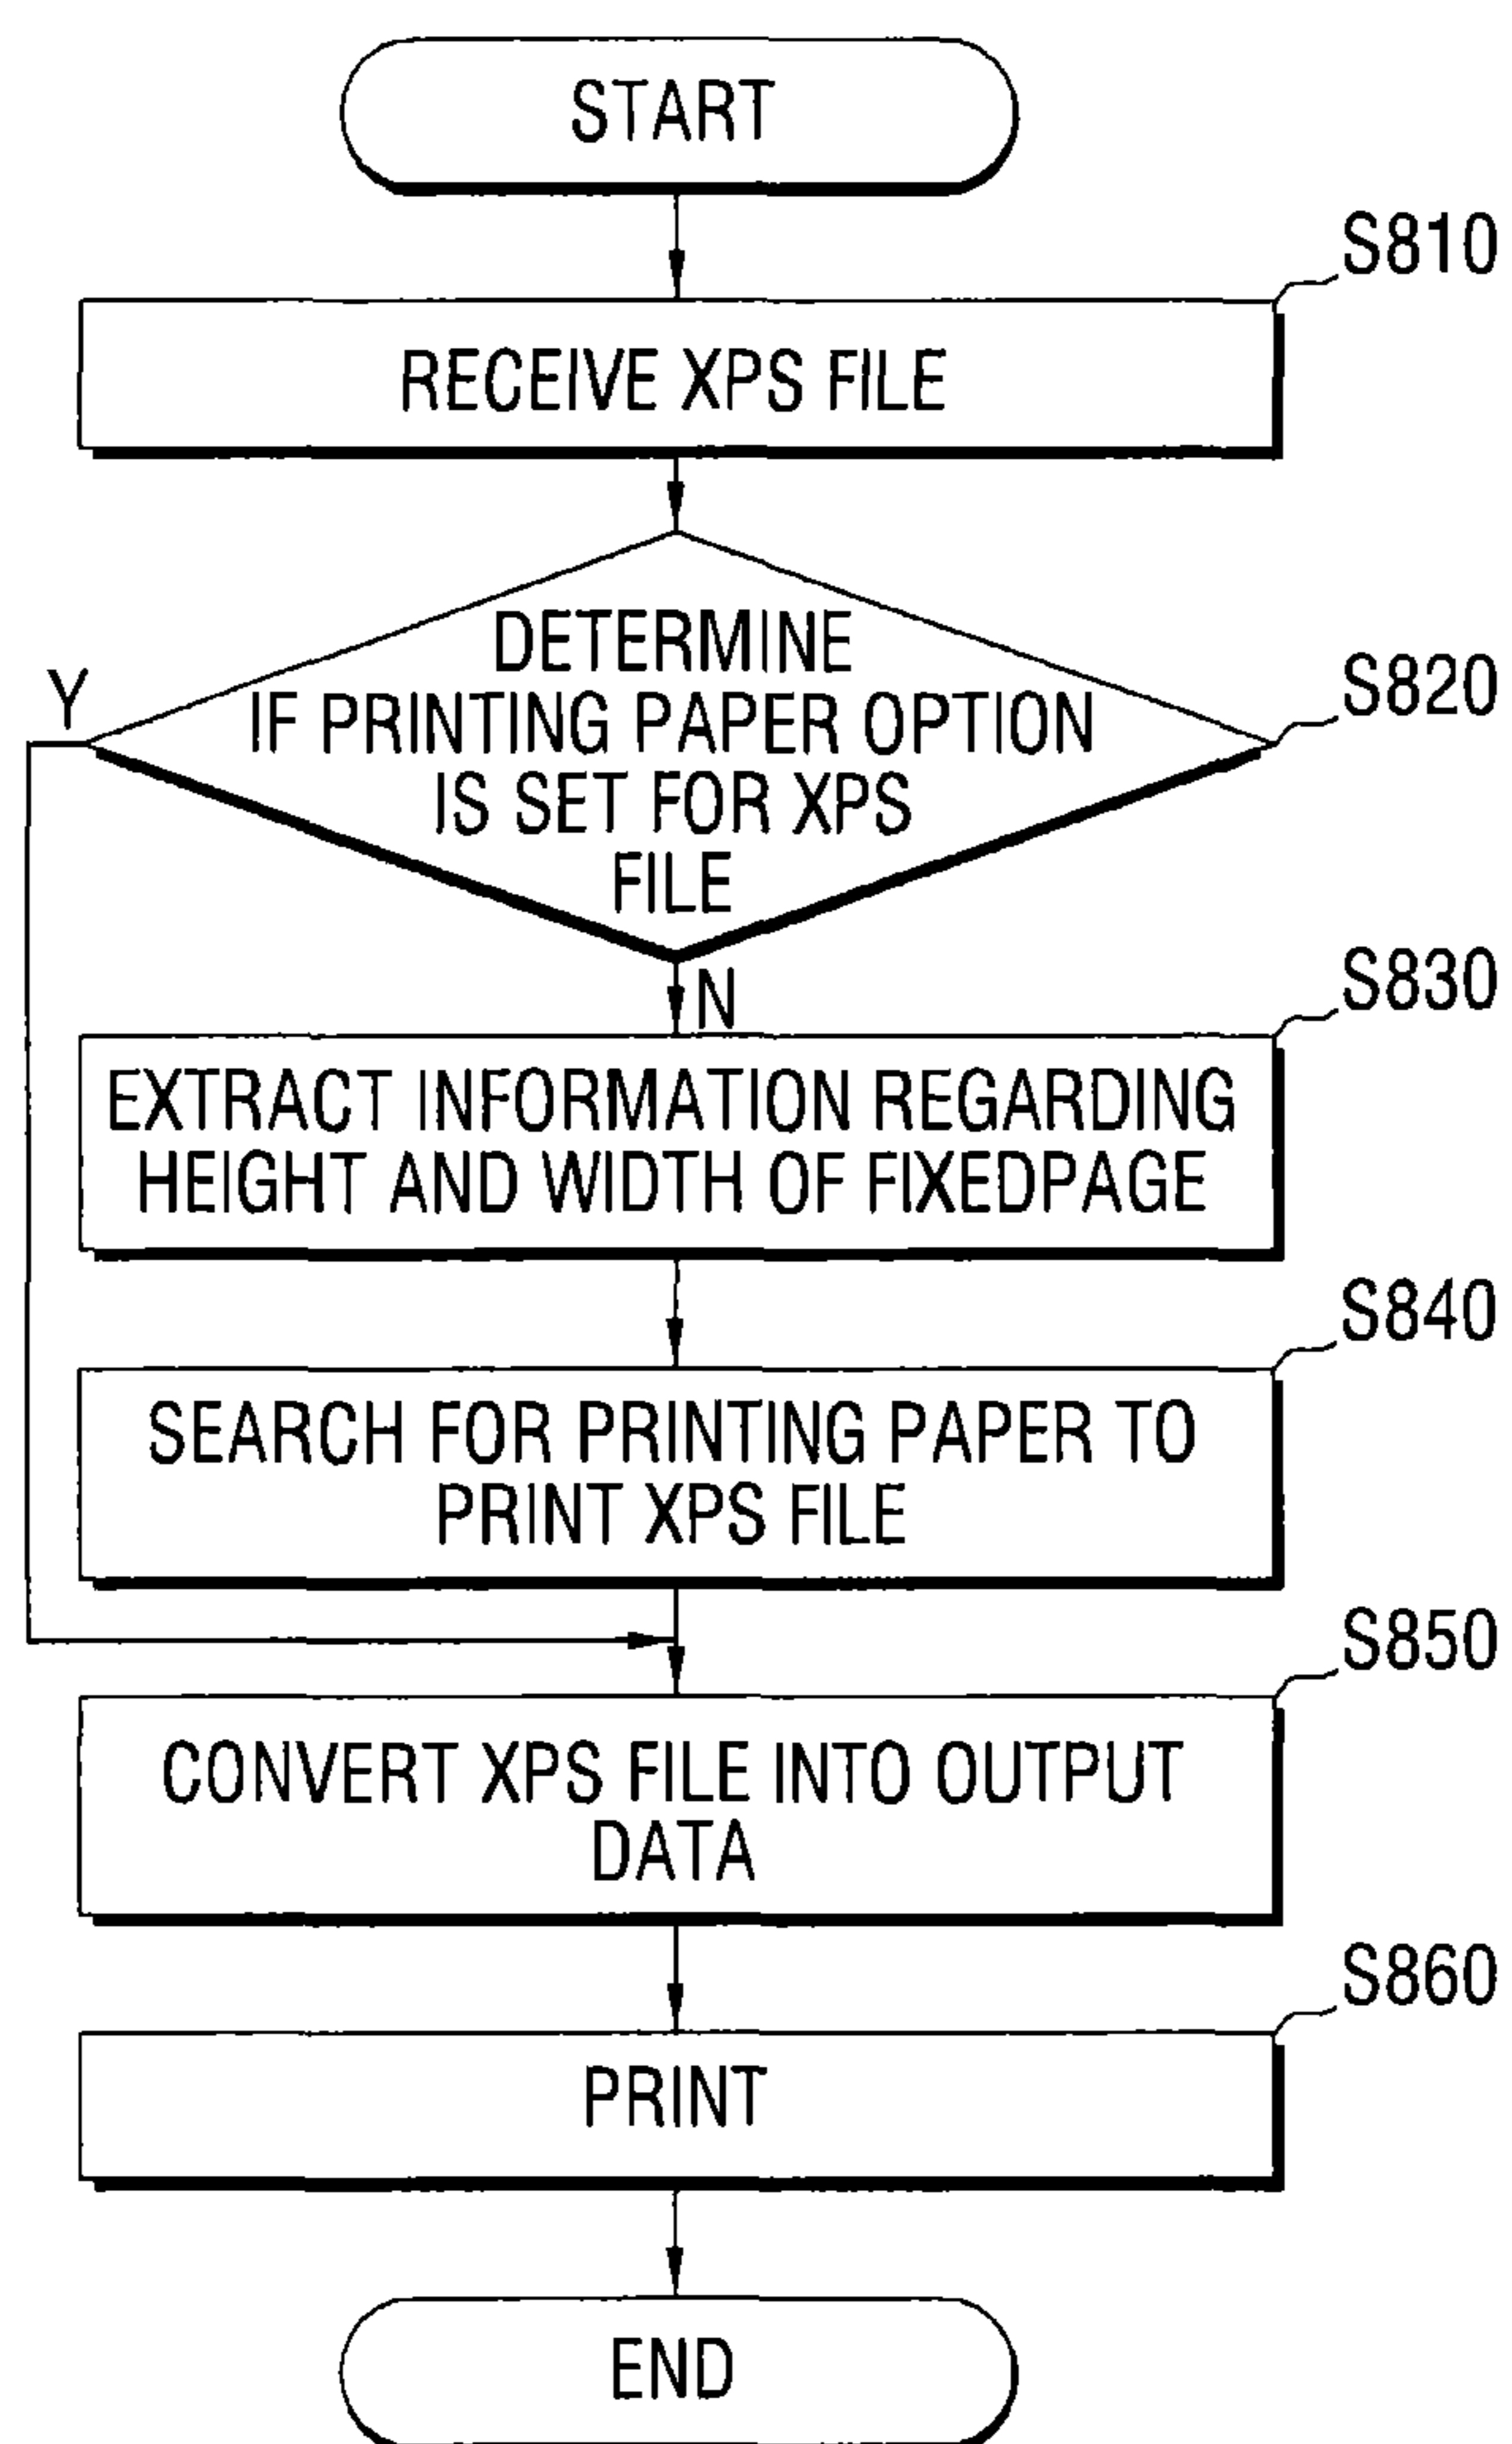 START
S810
RECEIVE XPS FILE
S820
Y
DETERMINE
IF PRINTING PAPER OPTION
IS SET FOR XPS
FILE
N
S830
EXTRACT INFORMATION REGARDING
HEIGHT AND WIDTH OF FIXEDPAGE
S840
SEARCH FOR PRINTING PAPER TO
PRINT XPS FILE
S850
CONVERT XPS FILE INTO OUTPUT
DATA
S860
PRINT
END